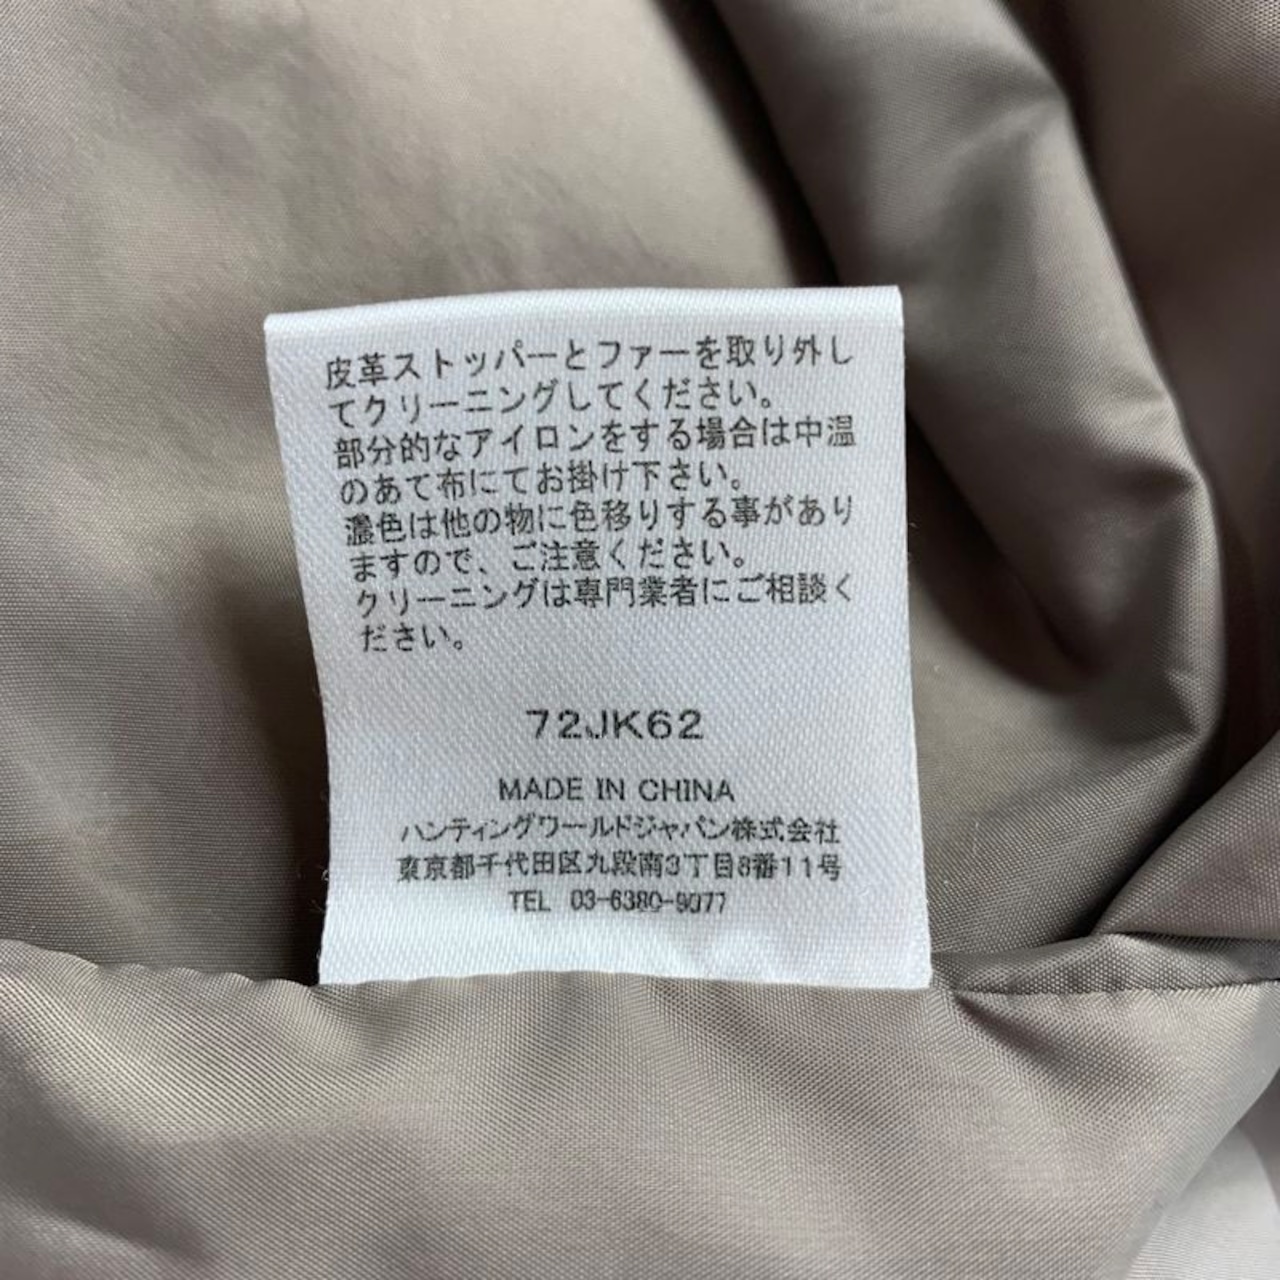 皮革ストッパーとファーを取り外し
てクリーニングしてください。
部分的なアイロンをする場合は中温
のあて布にてお掛け下さい。
濃色は他の物に色移りする事があり
ますので、ご注意ください。
クリーニングは専門業者にご相談く
ださい。
72JK62
MADE IN CHINA
ハンティングワールドジャパン株式会社
東京都千代田区九段南3丁目8番11号
TEL 03-6380-9077